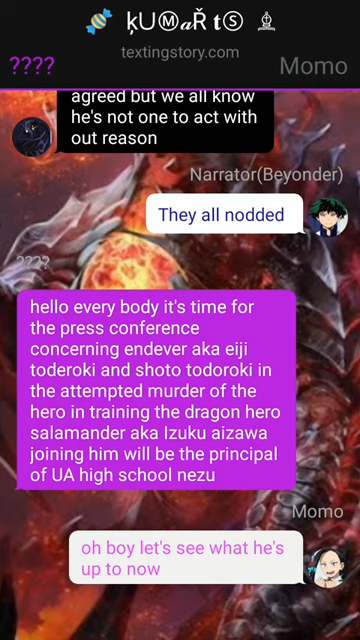 🍬 ķUⓂ𝒂Ř 𝐭Ⓢ ♗
textingstory.com
???? Momo
agreed but we all know
he's not one to act with
out reason
Narrator(Beyonder)
They all nodded
????
hello every body it's time for
the press conference
concerning endever aka eiji
toderoki and shoto todoroki in
the attempted murder of the
hero in training the dragon hero
salamander aka Izuku aizawa
joining him will be the principal
of UA high school nezu
Momo
oh boy let's see what he's
up to now